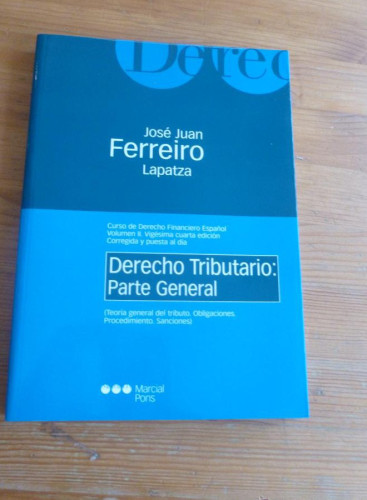 Derec
José Juan
Ferreiro
Lapatza
Curso de Derecho Financiero Español
Volumen II. Vigésima cuarta edición
Corregida y puesta al día
Derecho Tributario:
Parte General
(Teoría general del tributo. Obligaciones.
Procedimiento. Sanciones)
Marcial
Pons